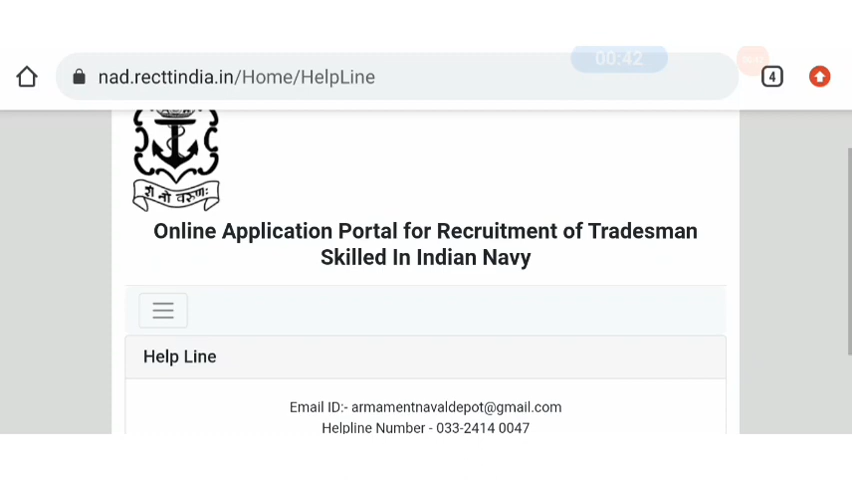 00:42
nad.recttindia.in/Home/HelpLine
4
शं नो वरुणः
Online Application Portal for Recruitment of Tradesman
Skilled In Indian Navy
Help Line
Email ID:- armamentnavaldepot@gmail.com
Helpline Number - 033-2414 0047